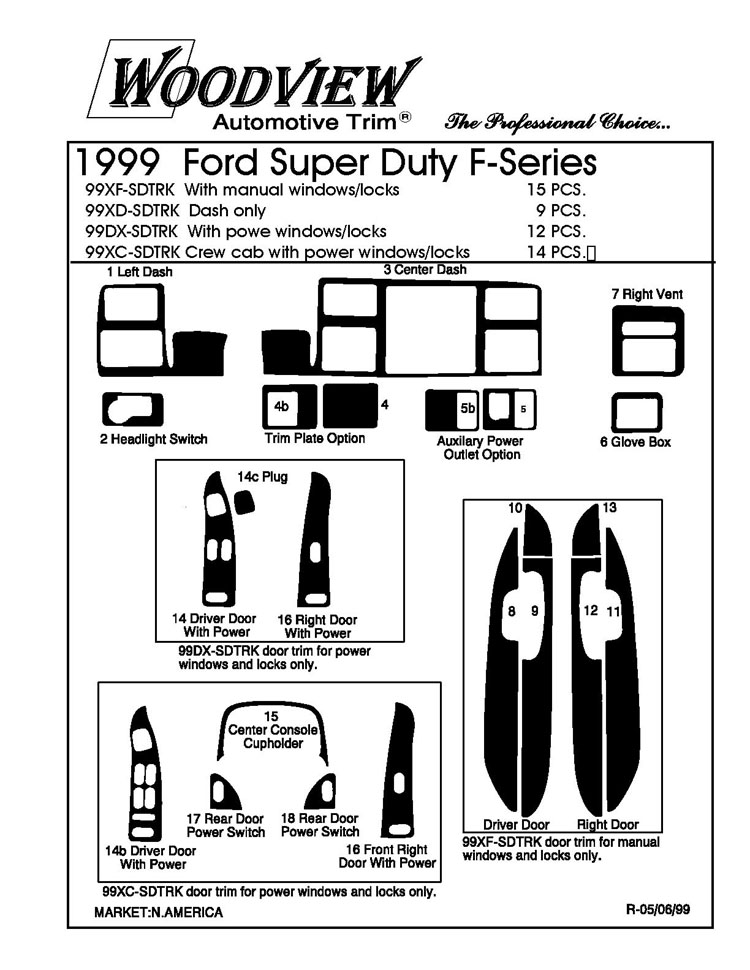 WOODVIEW
Automotive Trim®
The Professional Choice...
1999 Ford Super Duty F-Series
99XF-SDTRK With manual windows/locks 15 PCS.
99XD-SDTRK Dash only 9 PCS.
99DX-SDTRK With powe windows/locks 12 PCS.
99XC-SDTRK Crew cab with power windows/locks 14 PCS.
1 Left Dash
3 Center Dash
7 Right Vent
4b
4
5b
5
2 Headlight Switch
Trim Plate Option
Auxilary Power
Outlet Option
6 Glove Box
14c Plug
14 Driver Door
With Power
16 Right Door
With Power
99DX-SDTRK door trim for power
windows and locks only.
10
13
8
9
12
11
Driver Door
Right Door
99XF-SDTRK door trim for manual
windows and locks only.
15
Center Console
Cupholder
17 Rear Door
Power Switch
18 Rear Door
Power Switch
14b Driver Door
With Power
16 Front Right
Door With Power
99XC-SDTRK door trim for power windows and locks only.
MARKET:N.AMERICA
R-05/06/99